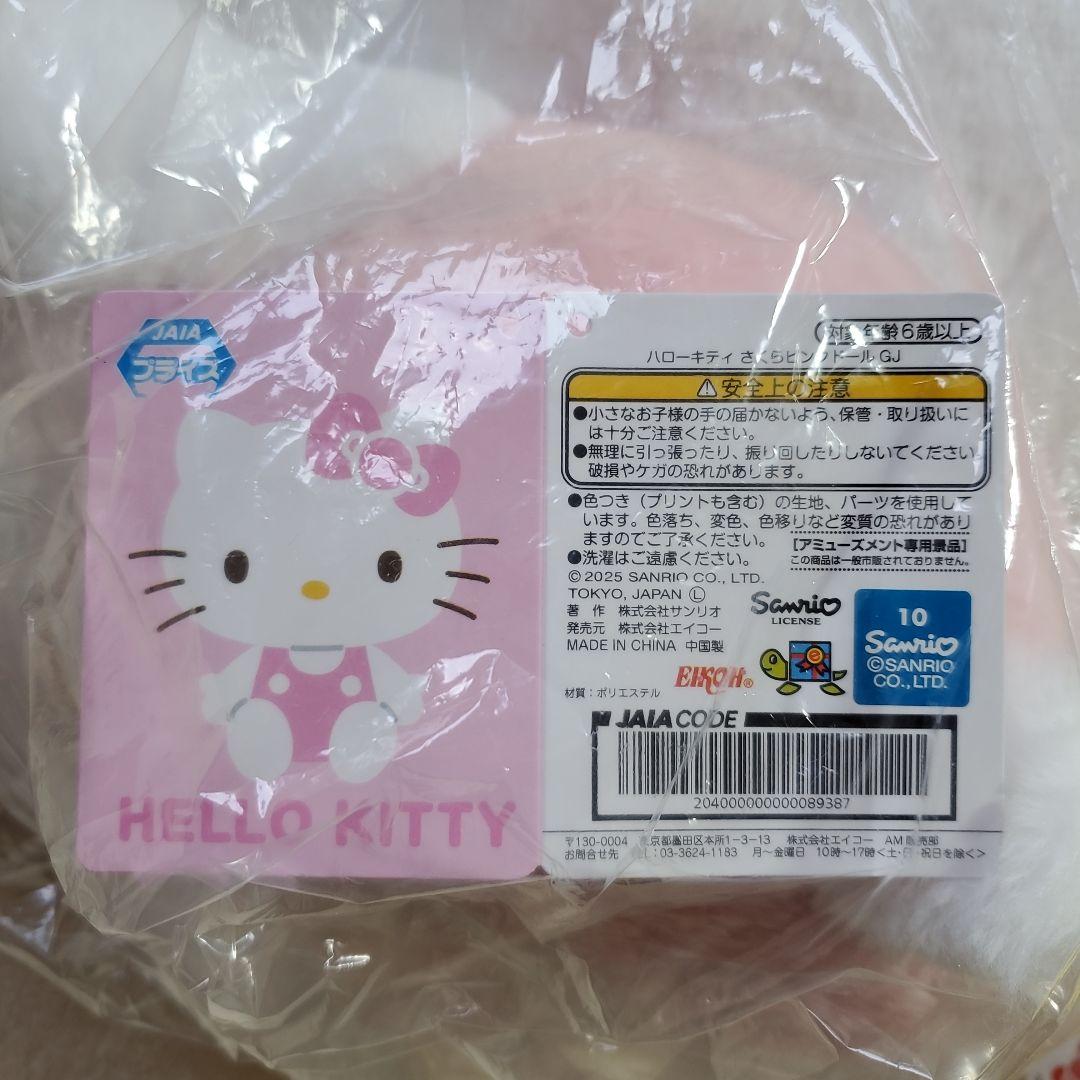 JAIA
プライズ
HELLO KITTY
対象年齢6歳以上
ハローキティ さくらピンクドール GJ
⚠安全上の注意
●小さなお子様の手の届かないよう、保管・取り扱いに
は十分ご注意ください。
●無理に引っ張ったり、振り回したりしないでください。
破損やケガの恐れがあります。
●色つき（プリントも含む）の生地、パーツを使用して
います。色落ち、変色、色移りなど変質の恐れがあり
ますのでご了承ください。
[アミューズメント専用景品]
この商品は一般市販されておりません。
●洗濯はご遠慮ください。
© 2025 SANRIO CO., LTD.
TOKYO, JAPAN Ⓛ
著 作 株式会社サンリオ
発売元 株式会社エイコー
MADE IN CHINA 中国製
Sanrio
LICENSE
10
Sanrio
©SANRIO
CO., LTD.
EIKOH®
材質：ポリエステル
JAIA CODE
204000000000089387
〒130-0004 東京都墨田区本所1-3-13 株式会社エイコー AM販売部
お問合せ先 TEL：03-3624-1183 月～金曜日 10時～17時<土・日・祝日を除く>